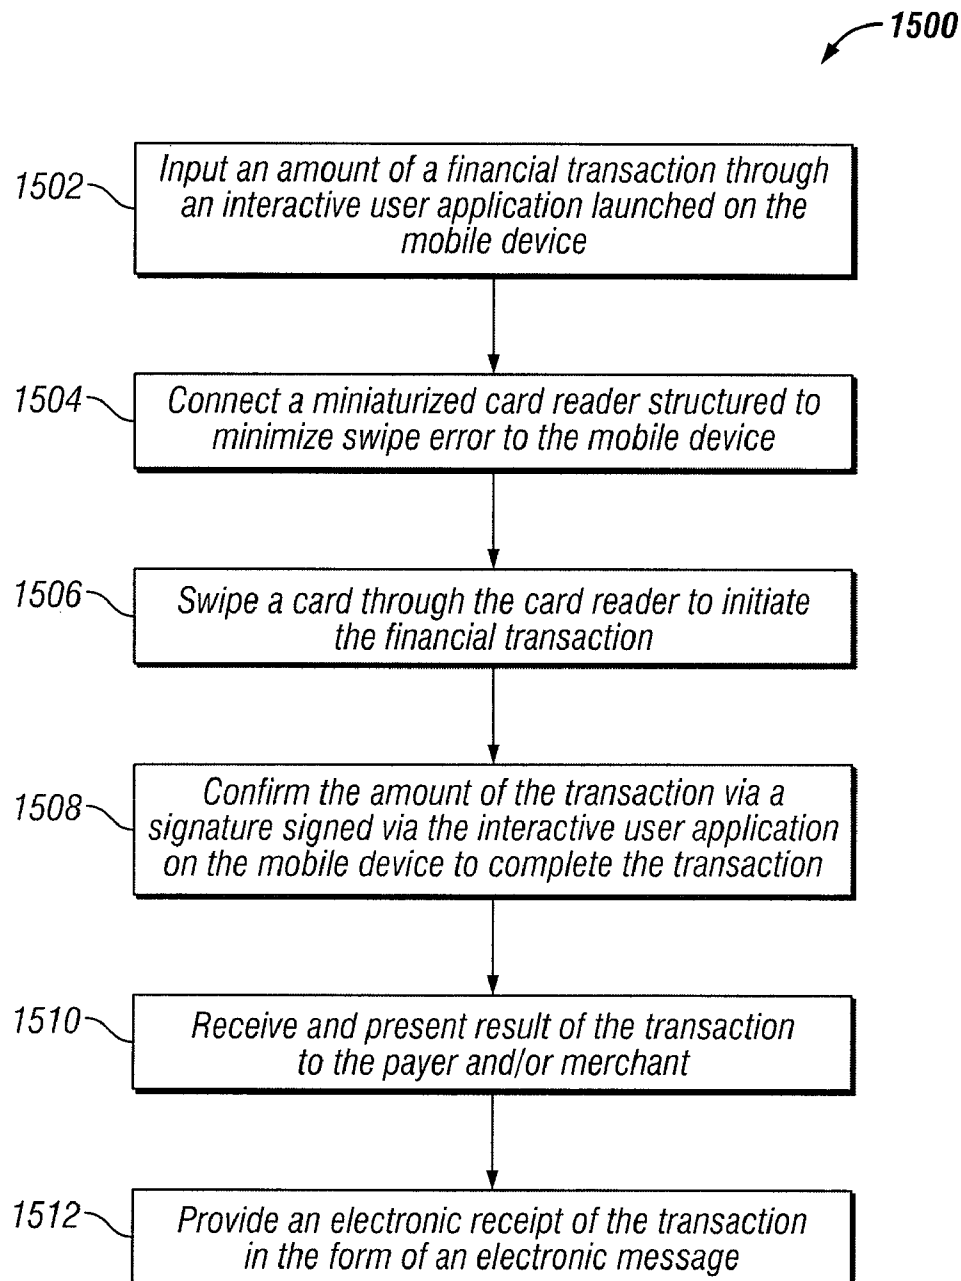 1500
1502
Input an amount of a financial transaction through
an interactive user application launched on the
mobile device
1504
Connect a miniaturized card reader structured to
minimize swipe error to the mobile device
1506
Swipe a card through the card reader to initiate
the financial transaction
1508
Confirm the amount of the transaction via a
signature signed via the interactive user application
on the mobile device to complete the transaction
1510
Receive and present result of the transaction
to the payer and/or merchant
1512
Provide an electronic receipt of the transaction
in the form of an electronic message